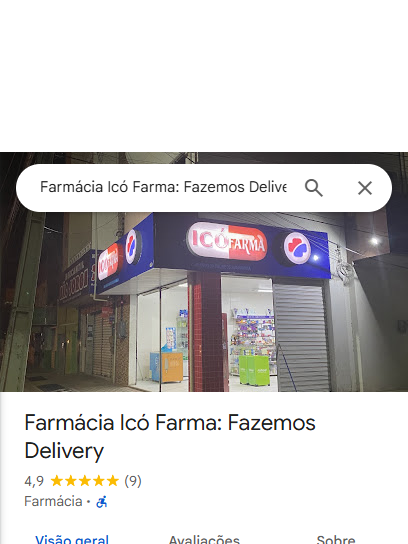 Farmácia Icó Farma: Fazemos Delive
ICÓ FARMA
ICÓ FARMA
Farmácia Icó Farma: Fazemos
Delivery
4,9 ★★★★★ (9)
Farmácia ·
Visão geral Avaliações Sobre